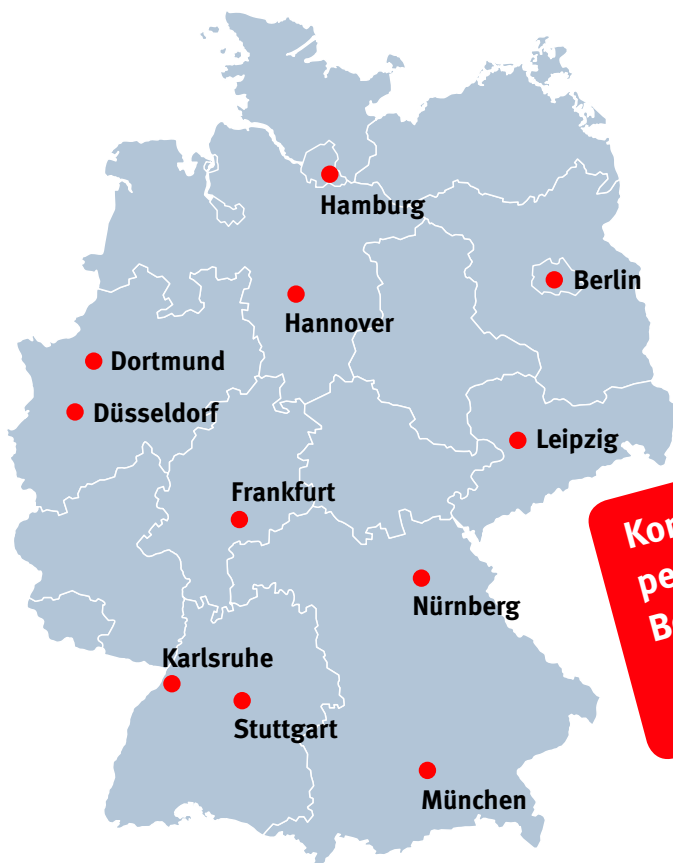 Hamburg
Berlin
Hannover
Dortmund
Düsseldorf
Leipzig
Frankfurt
Nürnberg
Karlsruhe
Stuttgart
München